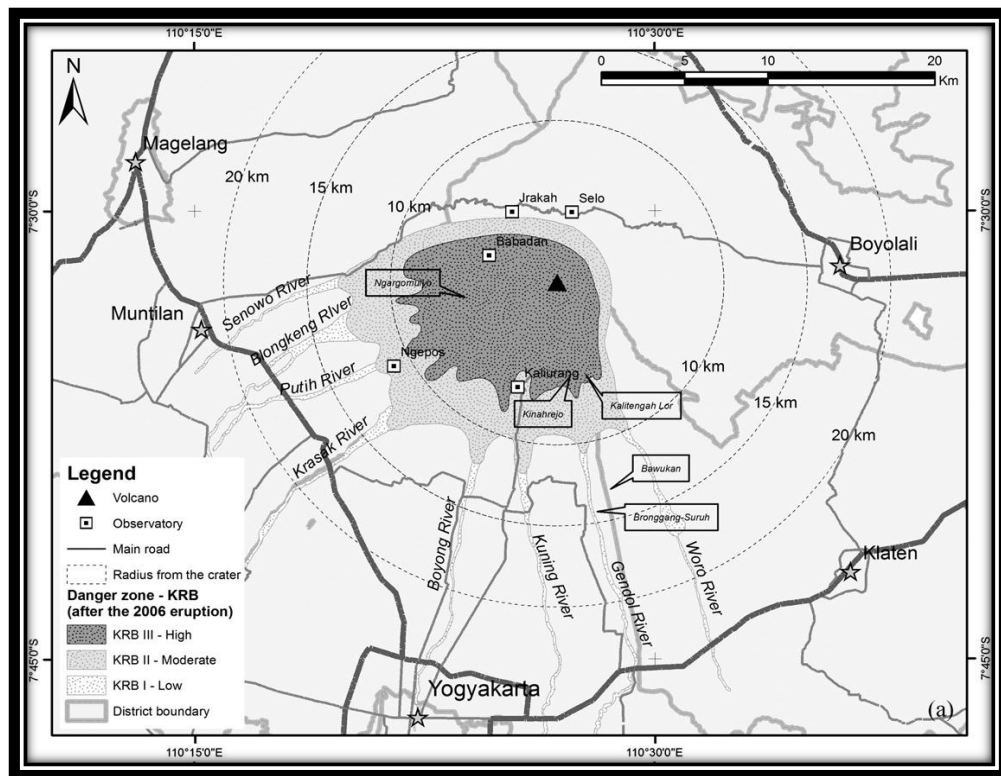 110°15'0"E
110°30'0"E
N
0
5
10
20
Km
Magelang
20 km
15 km
10 km
Jrakah
Selo
7°30'0"S
7°30'0"S
Babadan
Boyolali
Ngargomulyo
Senowo River
Muntilan
Blongkeng River
Ngepos
Putih River
Kaliurang
10 km
Kinahrejo
Kalitengah Lor
15 km
20 km
Krasak River
Bawukan
Bronggang-Suruh
Boyong River
Kuning River
Gendol River
Woro River
Klaten
Legend
Volcano
Observatory
Main road
Radius from the crater
Danger zone - KRB
(after the 2006 eruption)
KRB III - High
KRB II - Moderate
KRB I - Low
District boundary
7°45'0"S
7°45'0"S
Yogyakarta
(a)
110°15'0"E
110°30'0"E